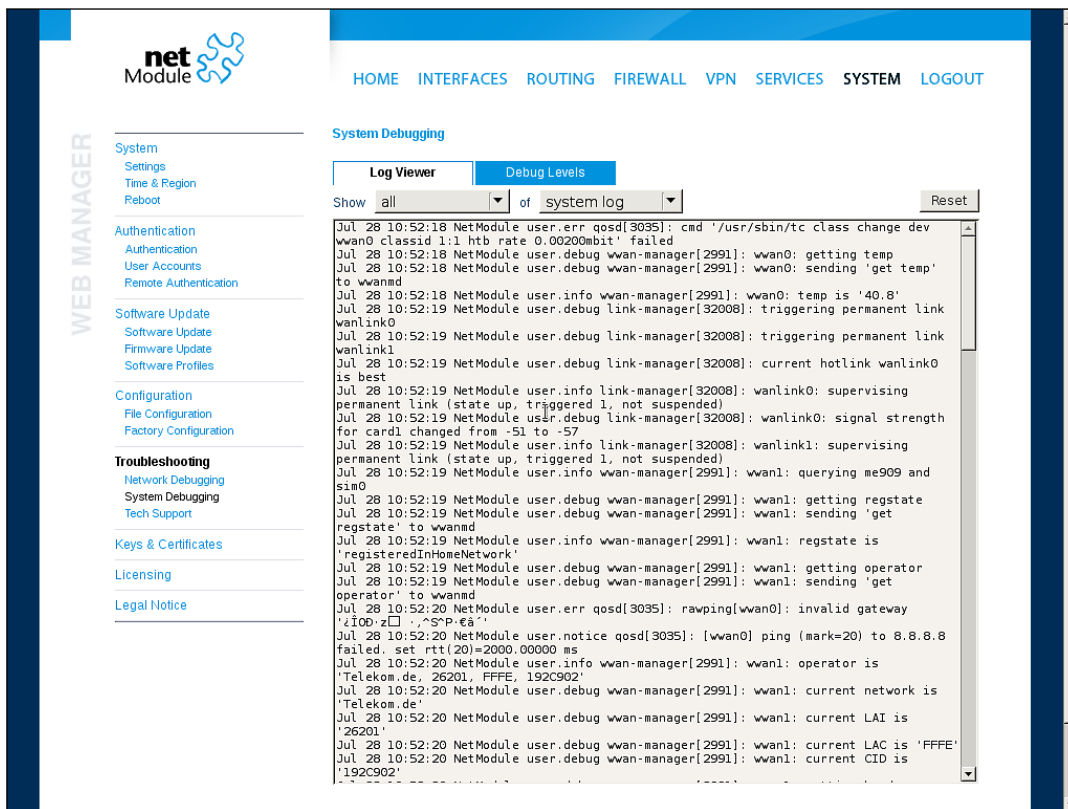 net
Module
HOME INTERFACES ROUTING FIREWALL VPN SERVICES SYSTEM LOGOUT
WEB MANAGER
System
Settings
Time & Region
Reboot
Authentication
Authentication
User Accounts
Remote Authentication
Software Update
Software Update
Firmware Update
Software Profiles
Configuration
File Configuration
Factory Configuration
Troubleshooting
Network Debugging
System Debugging
Tech Support
Keys & Certificates
Licensing
Legal Notice
System Debugging
Log Viewer Debug Levels
Show all of system log Reset
Jul 28 10:52:18 NetModule user.err qosd[3035]: cmd '/usr/sbin/tc class change dev
wwan0 classid 1:1 htb rate 0.00200mbit' failed
Jul 28 10:52:18 NetModule user.debug wwan-manager[2991]: wwan0: getting temp
Jul 28 10:52:18 NetModule user.debug wwan-manager[2991]: wwan0: sending 'get temp'
to wwanmd
Jul 28 10:52:18 NetModule user.info wwan-manager[2991]: wwan0: temp is '40.8'
Jul 28 10:52:19 NetModule user.debug link-manager[32008]: triggering permanent link
wanlink0
Jul 28 10:52:19 NetModule user.debug link-manager[32008]: triggering permanent link
wanlink1
Jul 28 10:52:19 NetModule user.debug link-manager[32008]: current hotlink wanlink0
is best
Jul 28 10:52:19 NetModule user.info link-manager[32008]: wanlink0: supervising
permanent link (state up, triggered 1, not suspended)
Jul 28 10:52:19 NetModule user.debug link-manager[32008]: wanlink0: signal strength
for card1 changed from -51 to -57
Jul 28 10:52:19 NetModule user.info link-manager[32008]: wanlink1: supervising
permanent link (state up, triggered 1, not suspended)
Jul 28 10:52:19 NetModule user.info wwan-manager[2991]: wwan1: querying me909 and
sim0
Jul 28 10:52:19 NetModule user.debug wwan-manager[2991]: wwan1: getting regstate
Jul 28 10:52:19 NetModule user.debug wwan-manager[2991]: wwan1: sending 'get
regstate' to wwanmd
Jul 28 10:52:19 NetModule user.info wwan-manager[2991]: wwan1: regstate is
'registeredInHomeNetwork'
Jul 28 10:52:19 NetModule user.debug wwan-manager[2991]: wwan1: getting operator
Jul 28 10:52:19 NetModule user.debug wwan-manager[2991]: wwan1: sending 'get
operator' to wwanmd
Jul 28 10:52:20 NetModule user.err qosd[3035]: rawping[wwan0]: invalid gateway
Jul 28 10:52:20 NetModule user.notice qosd[3035]: [wwan0] ping (mark=20) to 8.8.8.8
failed. set rtt(20)=2000.00000 ms
Jul 28 10:52:20 NetModule user.info wwan-manager[2991]: wwan1: operator is
'Telekom.de, 26201, FFFE, 192C902'
Jul 28 10:52:20 NetModule user.debug wwan-manager[2991]: wwan1: current network is
'Telekom.de'
Jul 28 10:52:20 NetModule user.debug wwan-manager[2991]: wwan1: current LAI is
'26201'
Jul 28 10:52:20 NetModule user.debug wwan-manager[2991]: wwan1: current LAC is 'FFFE'
Jul 28 10:52:20 NetModule user.debug wwan-manager[2991]: wwan1: current CID is
'192C902'